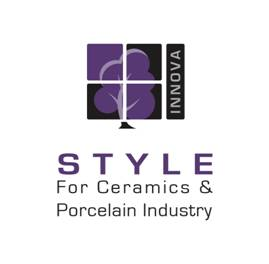 INNOVA
STYLE
For Ceramics &
Porcelain Industry